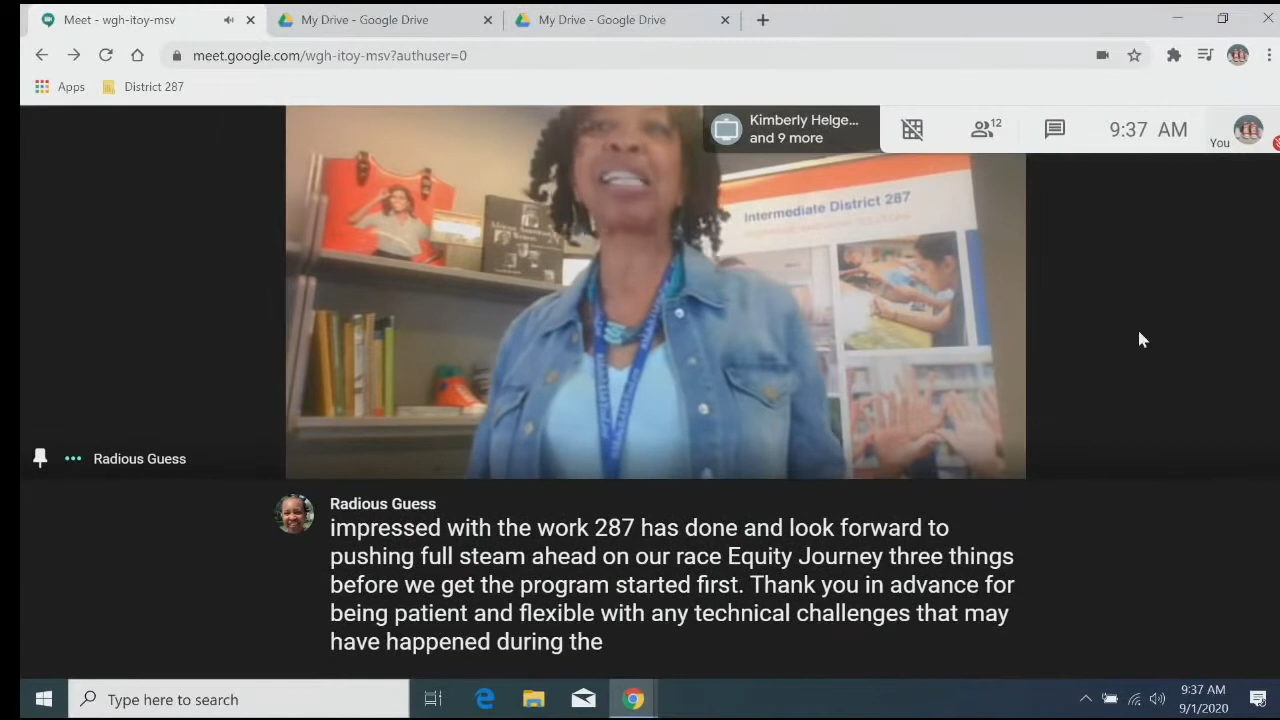 Meet - wgh-itoy-msv
My Drive - Google Drive
My Drive - Google Drive
meet.google.com/wgh-itoy-msv?authuser=0
Apps
District 287
Kimberly Helge...
and 9 more
12
9:37 AM
You
Intermediate District 287
Radious Guess
Radious Guess
impressed with the work 287 has done and look forward to
pushing full steam ahead on our race Equity Journey three things
before we get the program started first. Thank you in advance for
being patient and flexible with any technical challenges that may
have happened during the
Type here to search
9:37 AM
9/1/2020